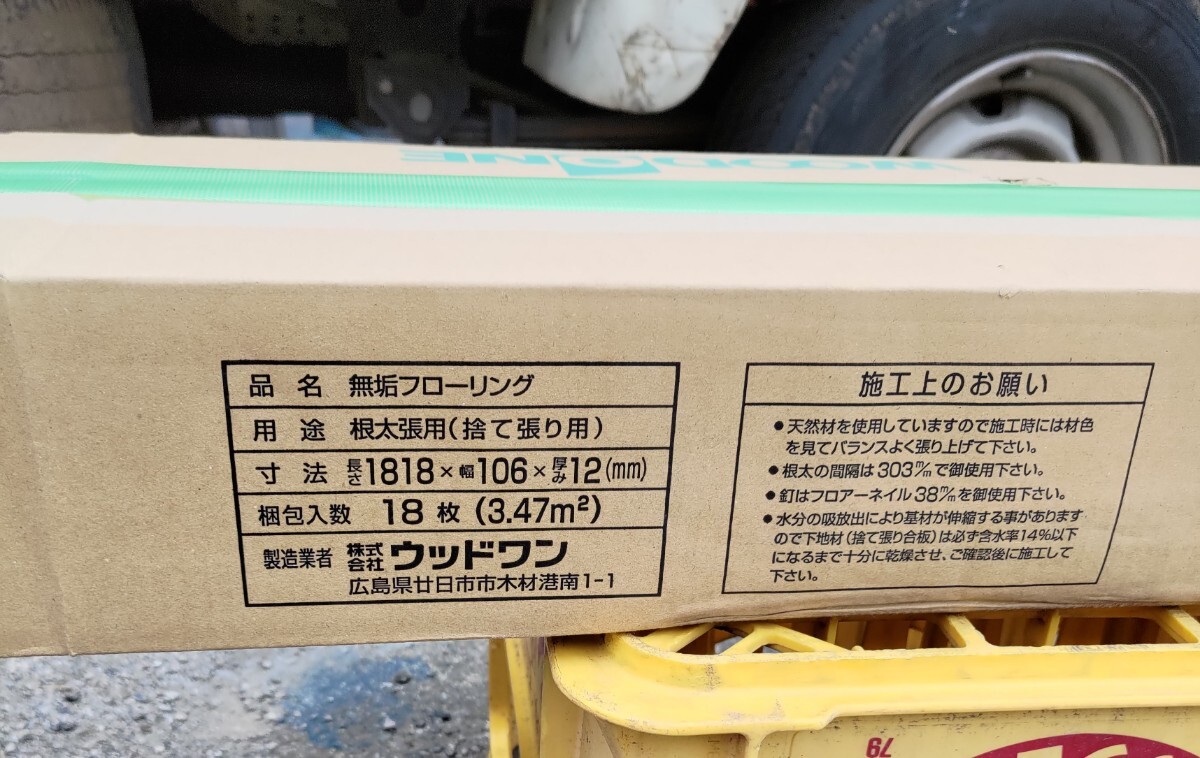 WOODONE
品名 無垢フローリング
用途 根太張用(捨て張り用)
寸法 長さ1818×幅106×厚み12(mm)
梱包入数 18枚 (3.47m²)
製造業者 株式会社 ウッドワン
広島県廿日市市木材港南1-1
施工上のお願い
●天然材を使用していますので施工時には材色
を見てバランスよく張り上げて下さい。
●根太の間隔は303m/mで御使用下さい。
●釘はフロアーネイル38m/mを御使用下さい。
●水分の吸放出により基材が伸縮する事があります
ので下地材(捨て張り合板)は必ず含水率14%以下
になるまで十分に乾燥させ、ご確認後に施工して
下さい。
79